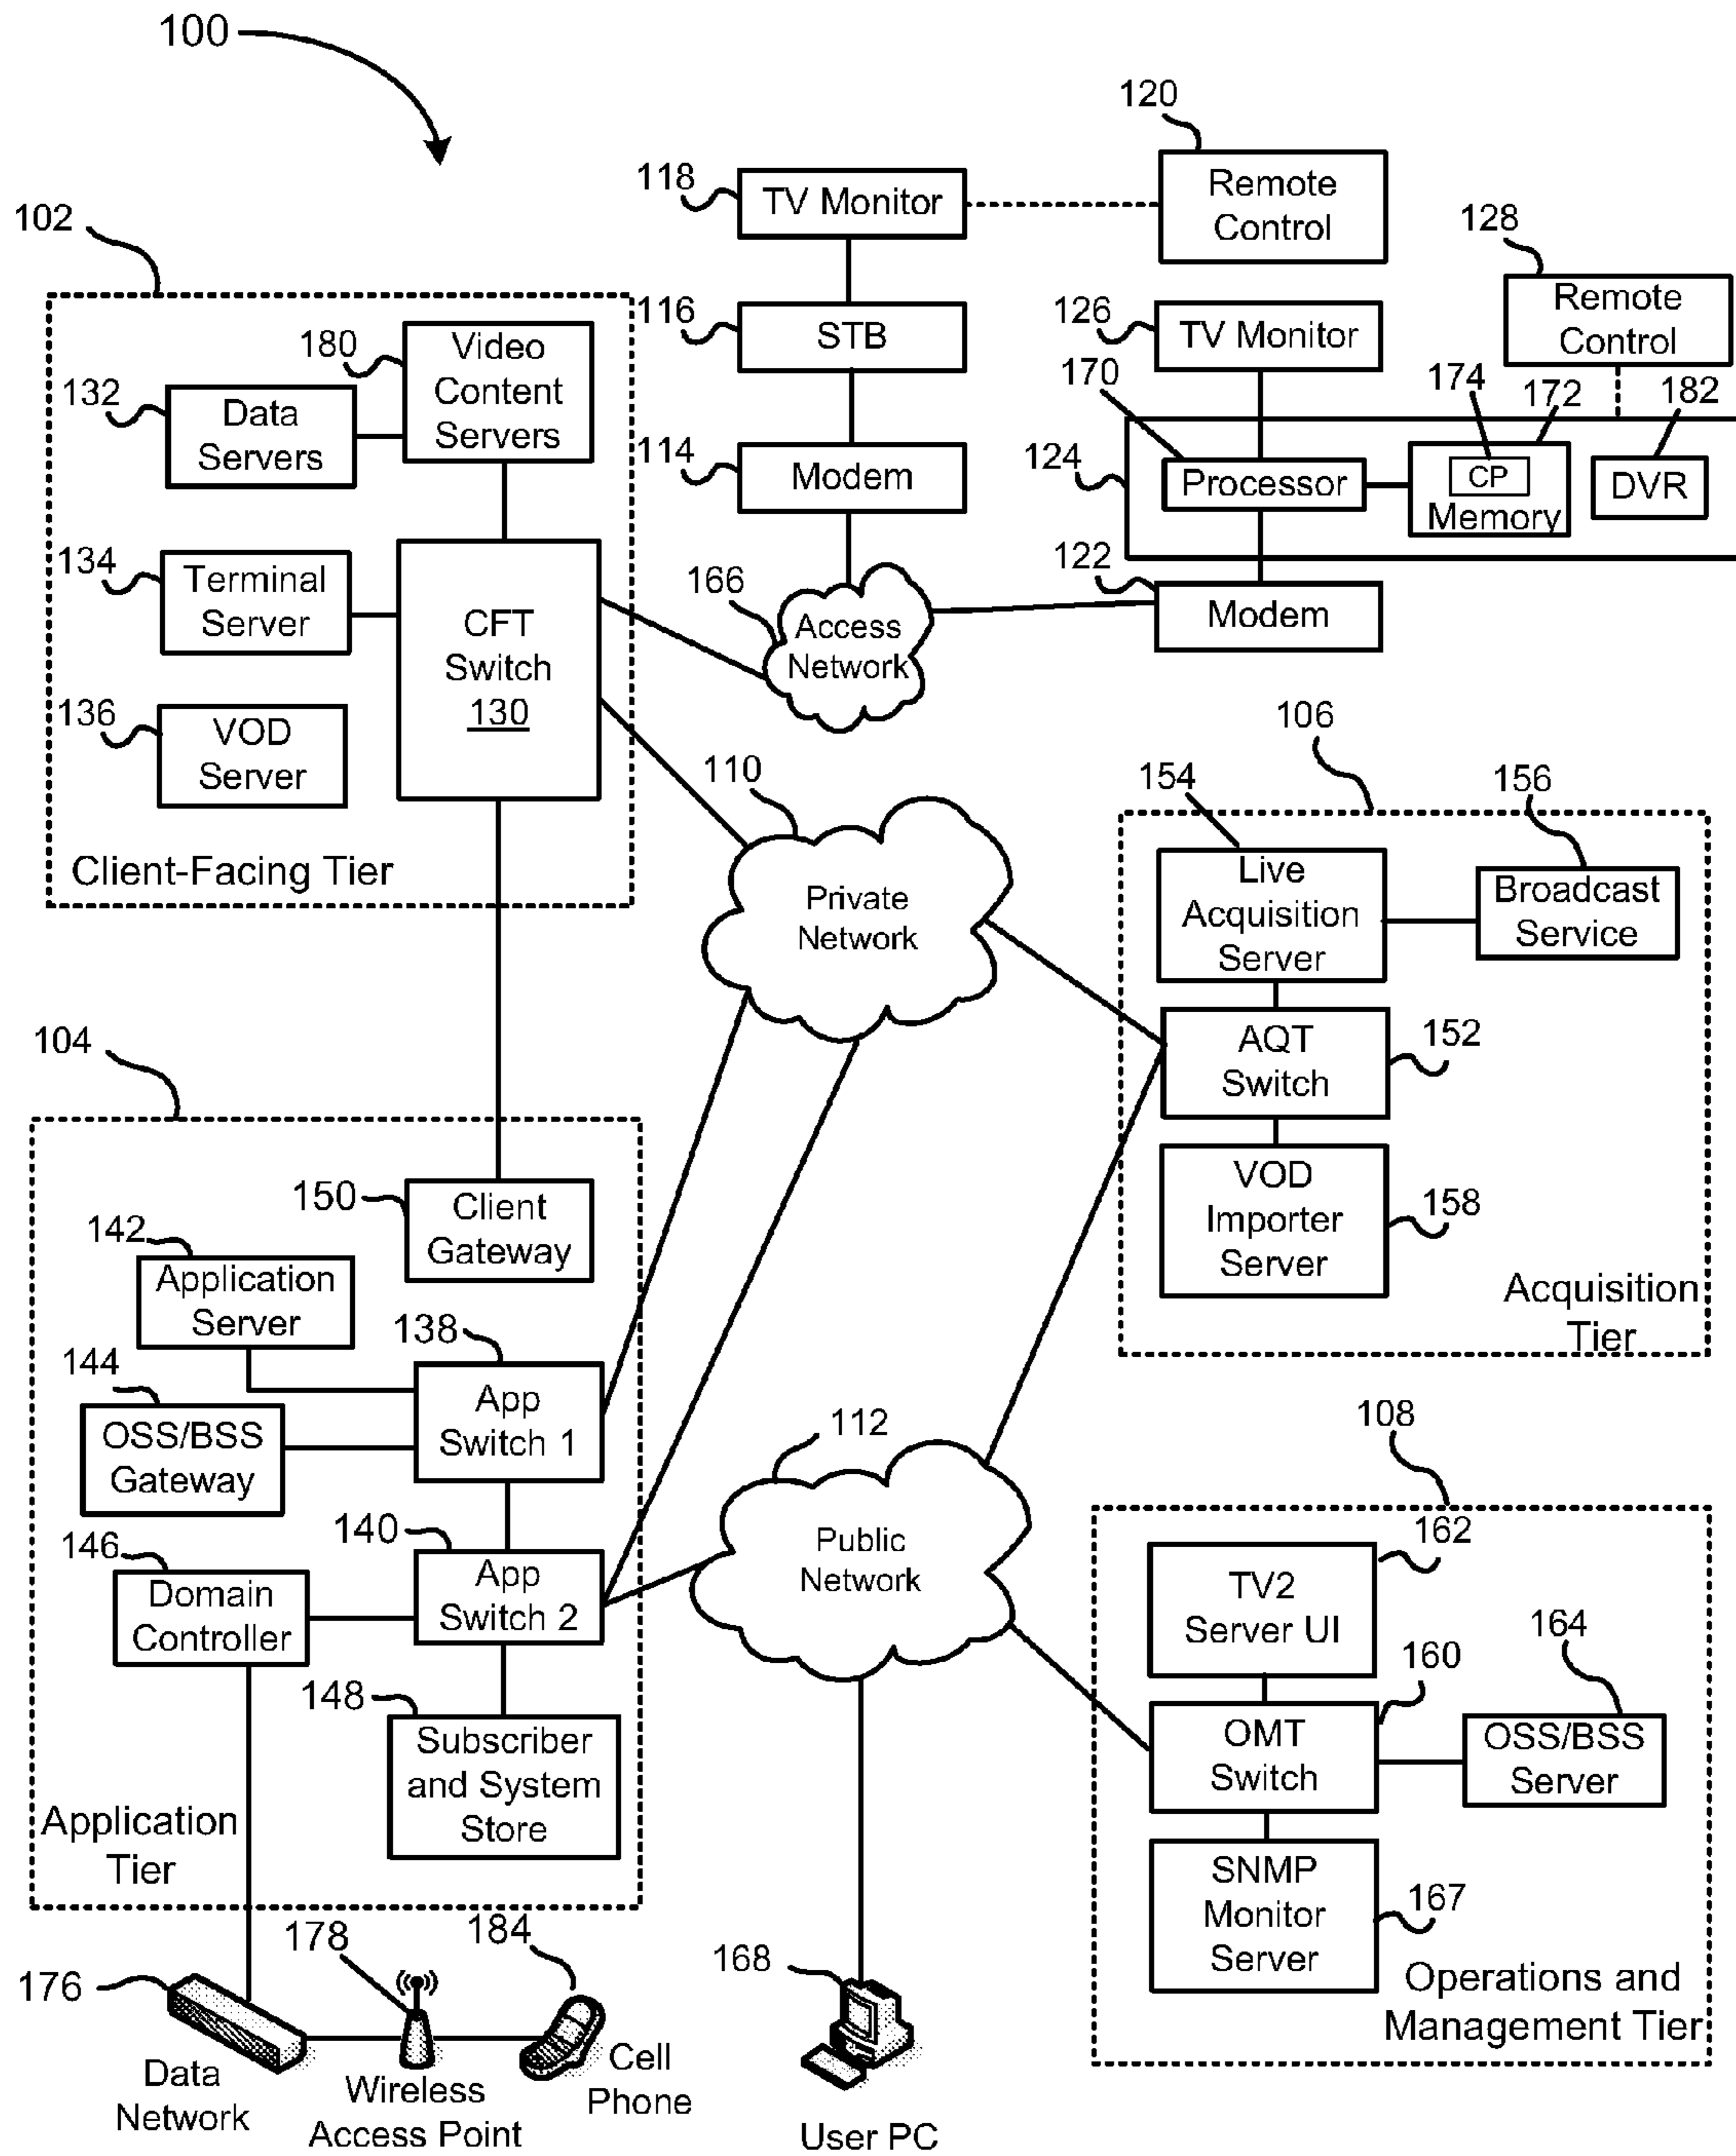 100
120
118
TV Monitor
Remote
Control
102
128
Remote
Control
116
STB
126
TV Monitor
180
Video
Content
Servers
132
Data
Servers
170
174
172
182
114
Modem
124
Processor
CP
Memory
DVR
134
Terminal
Server
CFT
Switch
130
166
Access
Network
122
Modem
136
VOD
Server
Client-Facing Tier
110
Private
Network
106
154
156
Live
Acquisition
Server
Broadcast
Service
AQT
Switch
152
VOD
Importer
Server
158
Acquisition
Tier
104
150
Client
Gateway
142
Application
Server
138
144
App
Switch 1
OSS/BSS
Gateway
140
146
App
Switch 2
Domain
Controller
148
Subscriber
and System
Store
Application
Tier
112
Public
Network
108
162
TV2
Server UI
160
164
OMT
Switch
OSS/BSS
Server
SNMP
Monitor
Server
167
Operations and
Management Tier
176
178
184
168
Data
Network
Wireless
Access Point
Cell
Phone
User PC